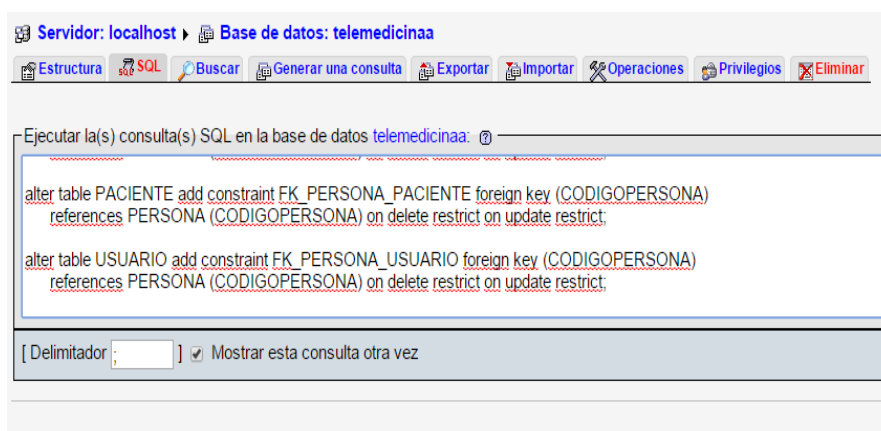 Servidor: localhost ▸ Base de datos: telemedicinaa
Estructura SQL Buscar Generar una consulta Exportar Importar Operaciones Privilegios Eliminar
Ejecutar la(s) consulta(s) SQL en la base de datos telemedicinaa:
alter table PACIENTE add constraint FK_PERSONA_PACIENTE foreign key (CODIGOPERSONA)
references PERSONA (CODIGOPERSONA) on delete restrict on update restrict;
alter table USUARIO add constraint FK_PERSONA_USUARIO foreign key (CODIGOPERSONA)
references PERSONA (CODIGOPERSONA) on delete restrict on update restrict;
[ Delimitador ; ] Mostrar esta consulta otra vez